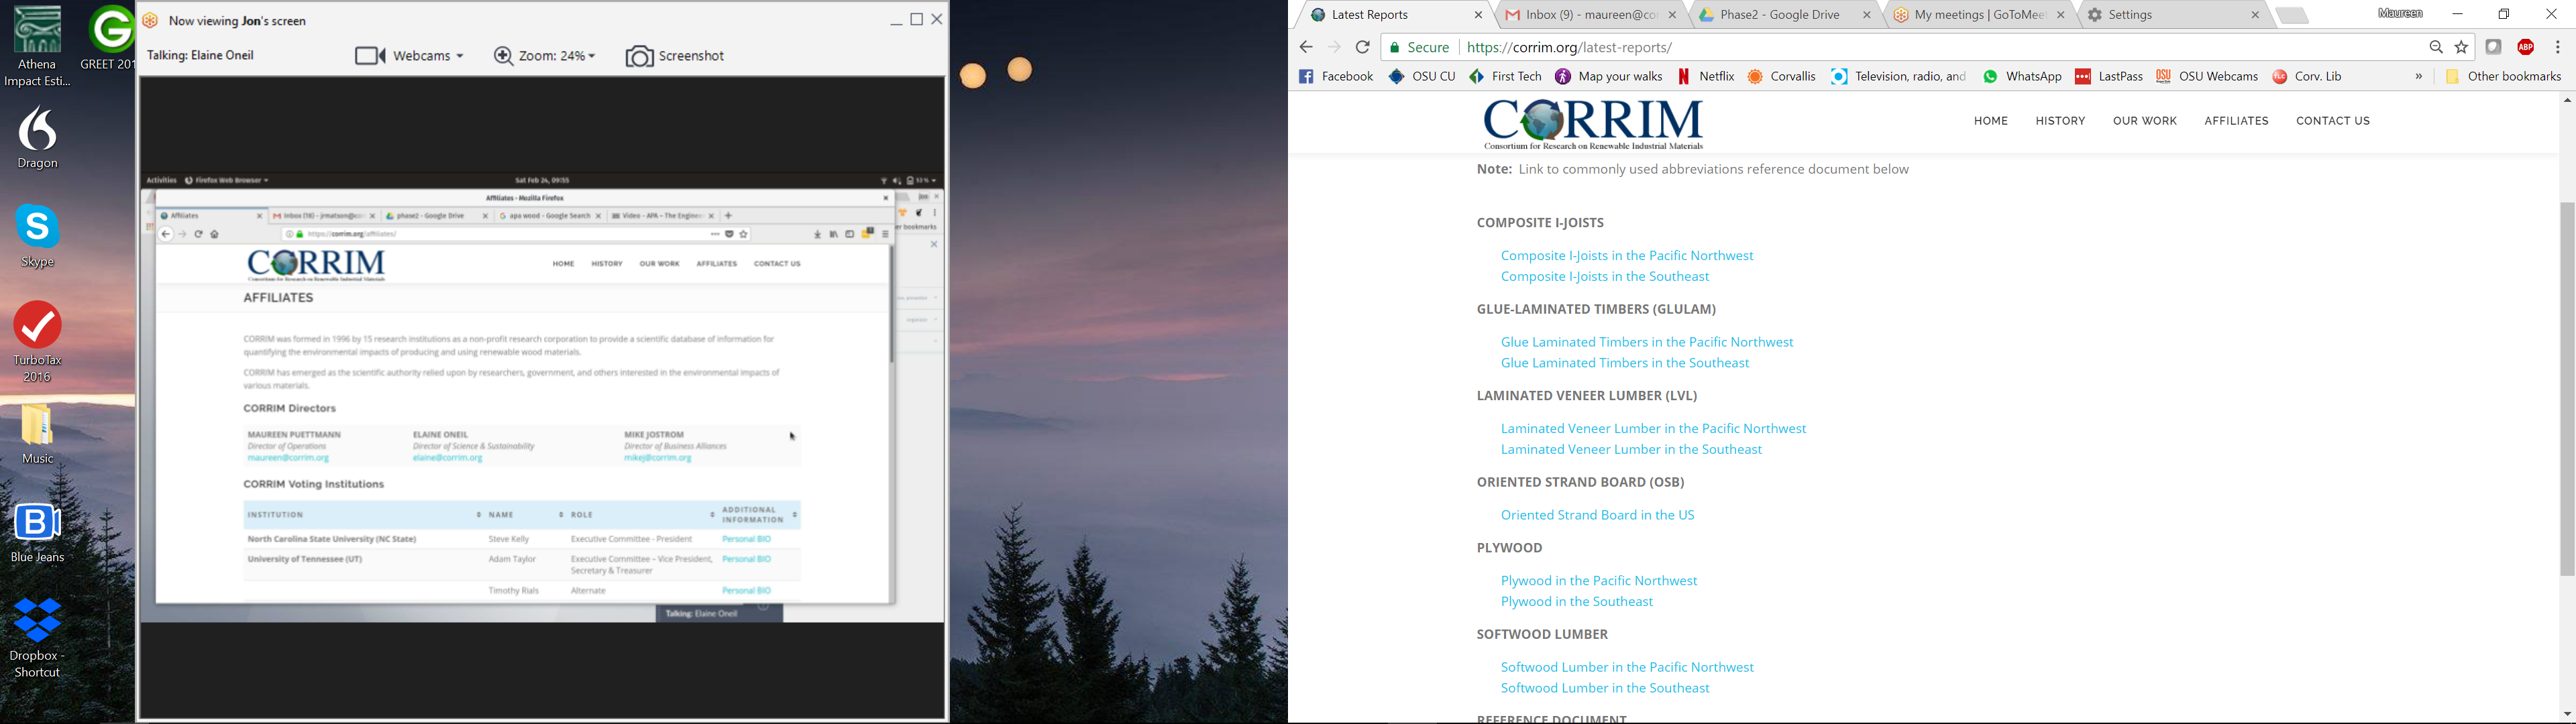 Athena
Impact Esti...
GREET 201
Dragon
Skype
TurboTax
2016
Music
B
Blue Jeans
Dropbox -
Shortcut
Now viewing Jon's screen
Talking: Elaine Oneil
Webcams
Zoom: 24%
Screenshot
Activities
Firefox Web Browser
Sat Feb 24, 09:55
Affiliates - Mozilla Firefox
Affiliates
phase2 - Google Drive
apa wood - Google Search
https://corrim.org/affiliates/
er bookmarks
CORRIM
Consortium for Research on Renewable Industrial Materials
HOME
HISTORY
OUR WORK
AFFILIATES
CONTACT US
AFFILIATES
CORRIM was formed in 1996 by 15 research institutions as a non-profit research corporation to provide a scientific database of information for
quantifying the environmental impacts of producing and using renewable wood materials.
CORRIM has emerged as the scientific authority relied upon by researchers, government, and others interested in the environmental impacts of
various materials.
CORRIM Directors
MAUREEN PUETTMANN
Director of Operations
maureen@corrim.org
ELAINE ONEIL
Director of Science & Sustainability
elaine@corrim.org
MIKE JOSTROM
Director of Business Alliances
mikej@corrim.org
CORRIM Voting Institutions
INSTITUTION NAME ROLE ADDITIONAL
INFORMATION
North Carolina State University (NC State) Steve Kelly Executive Committee - President Personal BIO
University of Tennessee (UT) Adam Taylor Executive Committee – Vice President, Personal BIO
Secretary & Treasurer
Timothy Rials Alternate Personal BIO
Talking: Elaine Oneil
Latest Reports
Inbox (9) - maureen@co
Phase2 - Google Drive
My meetings | GoToMee
Settings
Maureen
Secure https://corrim.org/latest-reports/
ABP
Facebook
OSU CU
First Tech
Map your walks
Netflix
Corvallis
Television, radio, and
WhatsApp
LastPass
OSU Webcams
Corv. Lib
»
Other bookmarks
CORRIM
Consortium for Research on Renewable Industrial Materials
HOME
HISTORY
OUR WORK
AFFILIATES
CONTACT US
Note: Link to commonly used abbreviations reference document below
COMPOSITE I-JOISTS
Composite I-Joists in the Pacific Northwest
Composite I-Joists in the Southeast
GLUE-LAMINATED TIMBERS (GLULAM)
Glue Laminated Timbers in the Pacific Northwest
Glue Laminated Timbers in the Southeast
LAMINATED VENEER LUMBER (LVL)
Laminated Veneer Lumber in the Pacific Northwest
Laminated Veneer Lumber in the Southeast
ORIENTED STRAND BOARD (OSB)
Oriented Strand Board in the US
PLYWOOD
Plywood in the Pacific Northwest
Plywood in the Southeast
SOFTWOOD LUMBER
Softwood Lumber in the Pacific Northwest
Softwood Lumber in the Southeast
REFERENCE DOCUMENT